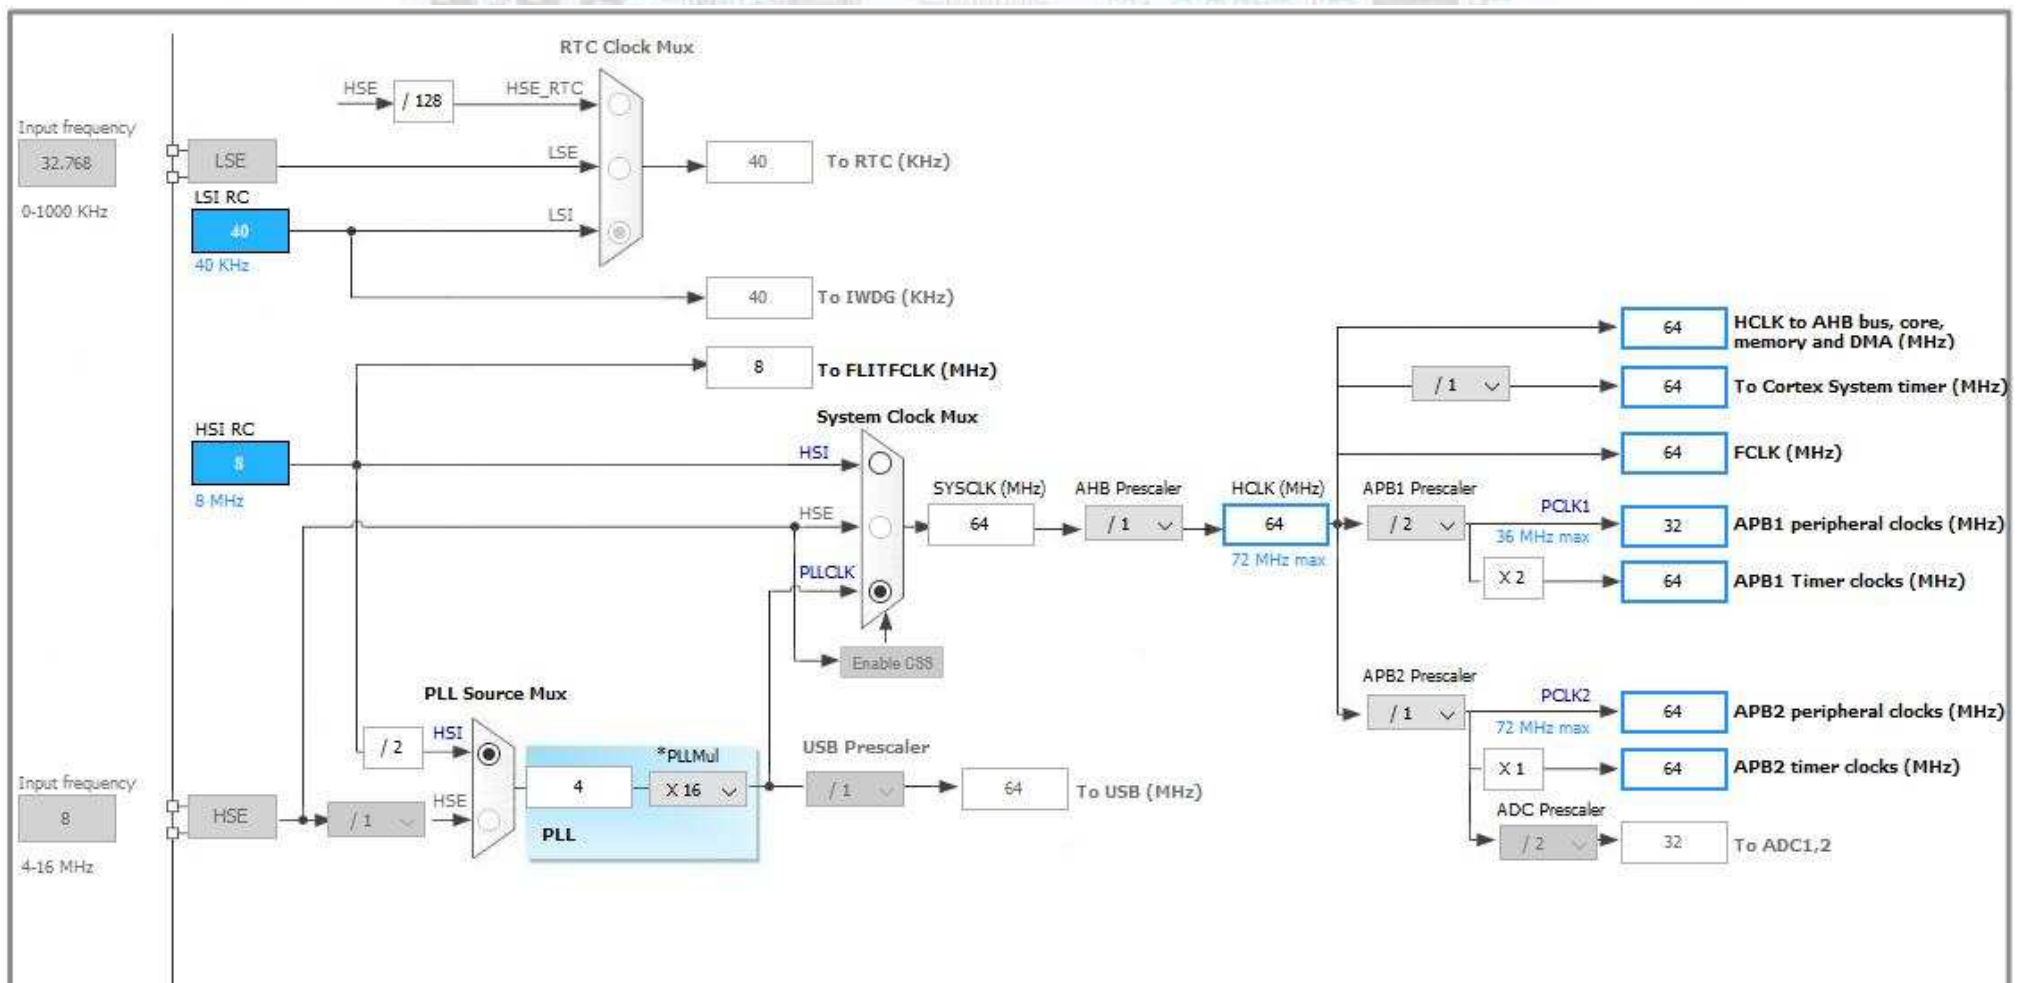 RTC Clock Mux
HSE
/ 128
HSE_RTC
Input frequency
32.768
LSE
LSE
40
To RTC (KHz)
0-1000 KHz
LSI RC
LSI
40
40 KHz
40
To IWDG (KHz)
8
To FLITFCLK (MHz)
64
HCLK to AHB bus, core,
memory and DMA (MHz)
/ 1
64
To Cortex System timer (MHz)
System Clock Mux
HSI RC
HSI
8
8 MHz
64
FCLK (MHz)
SYSCLK (MHz)
AHB Prescaler
HCLK (MHz)
APB1 Prescaler
HSE
64
/ 1
64
72 MHz max
/ 2
PCLK1
36 MHz max
32
APB1 peripheral clocks (MHz)
PLLCLK
X 2
64
APB1 Timer clocks (MHz)
Enable CSS
PLL Source Mux
APB2 Prescaler
/ 1
PCLK2
72 MHz max
64
APB2 peripheral clocks (MHz)
/ 2
HSI
*PLLMul
USB Prescaler
X 1
64
APB2 timer clocks (MHz)
Input frequency
8
HSE
/ 1
HSE
4
X 16
PLL
/ 1
64
To USB (MHz)
ADC Prescaler
/ 2
32
To ADC1,2
4-16 MHz